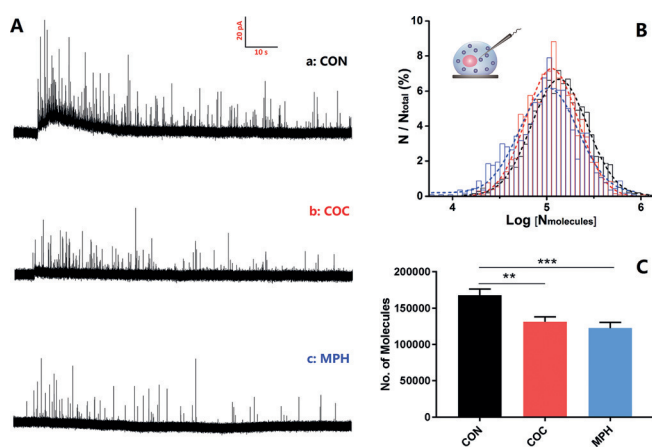 A
20 pA
10 s
a: CON
b: COC
c: MPH
B
N / Ntotal (%)
10
8
6
4
2
0
4
5
6
Log [Nmolecules]
C
No. of Molecules
200000
150000
100000
50000
0
***
**
CON
COC
MPH